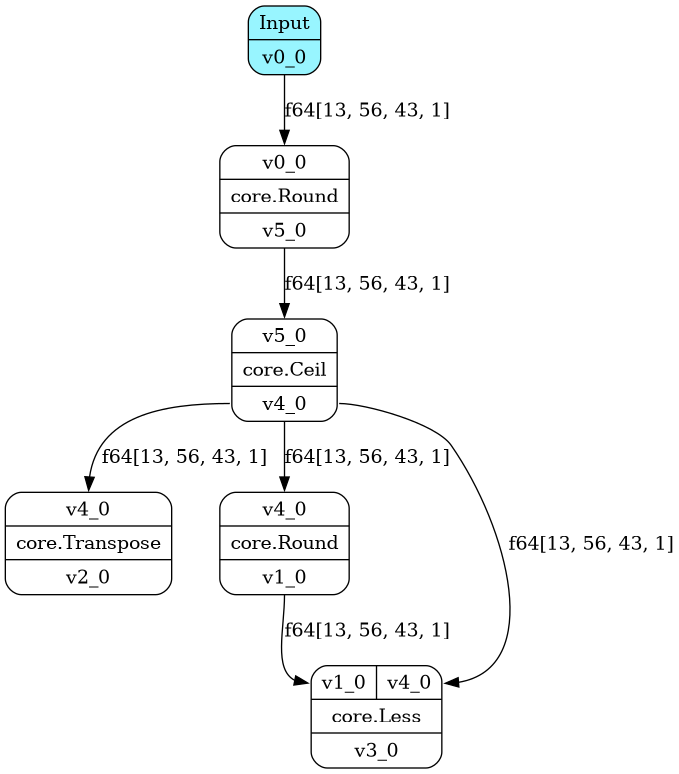 Input
v0_0
f64[13, 56, 43, 1]
v0_0
core.Round
v5_0
f64[13, 56, 43, 1]
v5_0
core.Ceil
v4_0
f64[13, 56, 43, 1]
f64[13, 56, 43, 1]
v4_0
core.Transpose
v2_0
v4_0
core.Round
v1_0
f64[13, 56, 43, 1]
f64[13, 56, 43, 1]
v1_0 v4_0
core.Less
v3_0